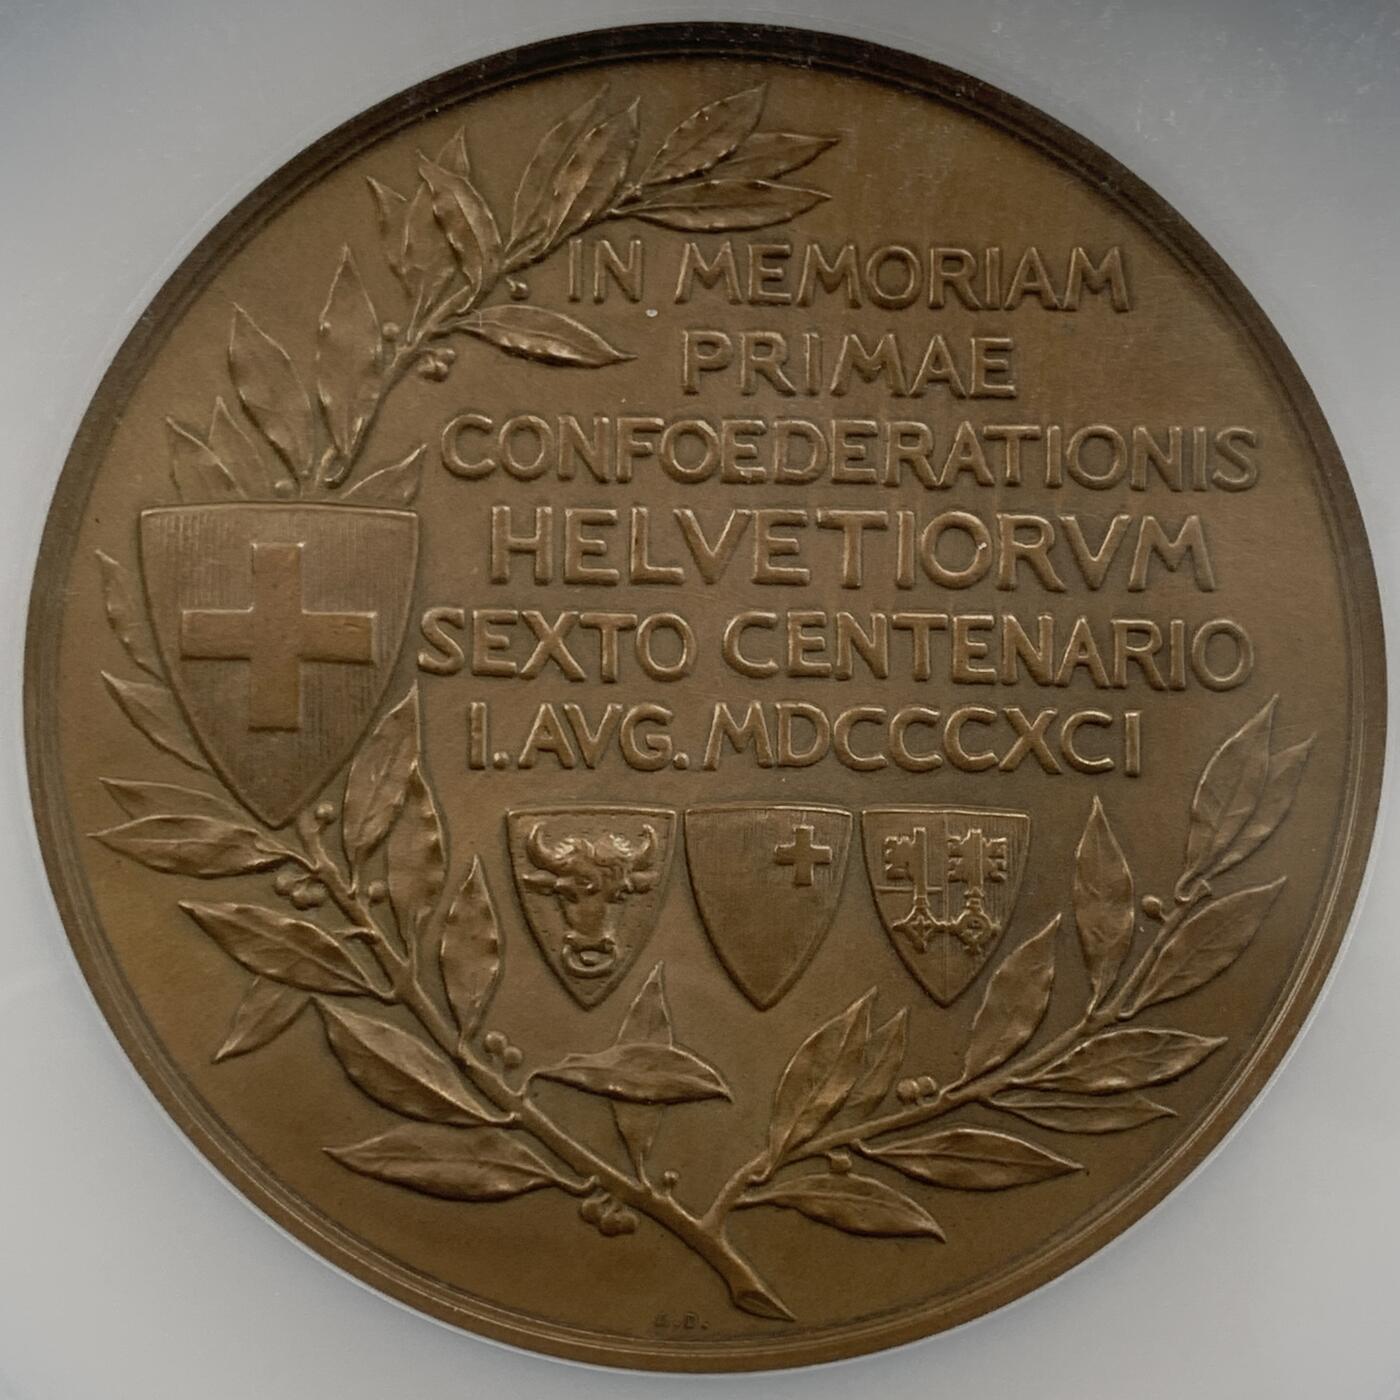 IN MEMORIAM
PRIMAE
CONFOEDERATIONIS
HELVETIORVM
SEXTO CENTENARIO
I. AVG. MDCCCXCI